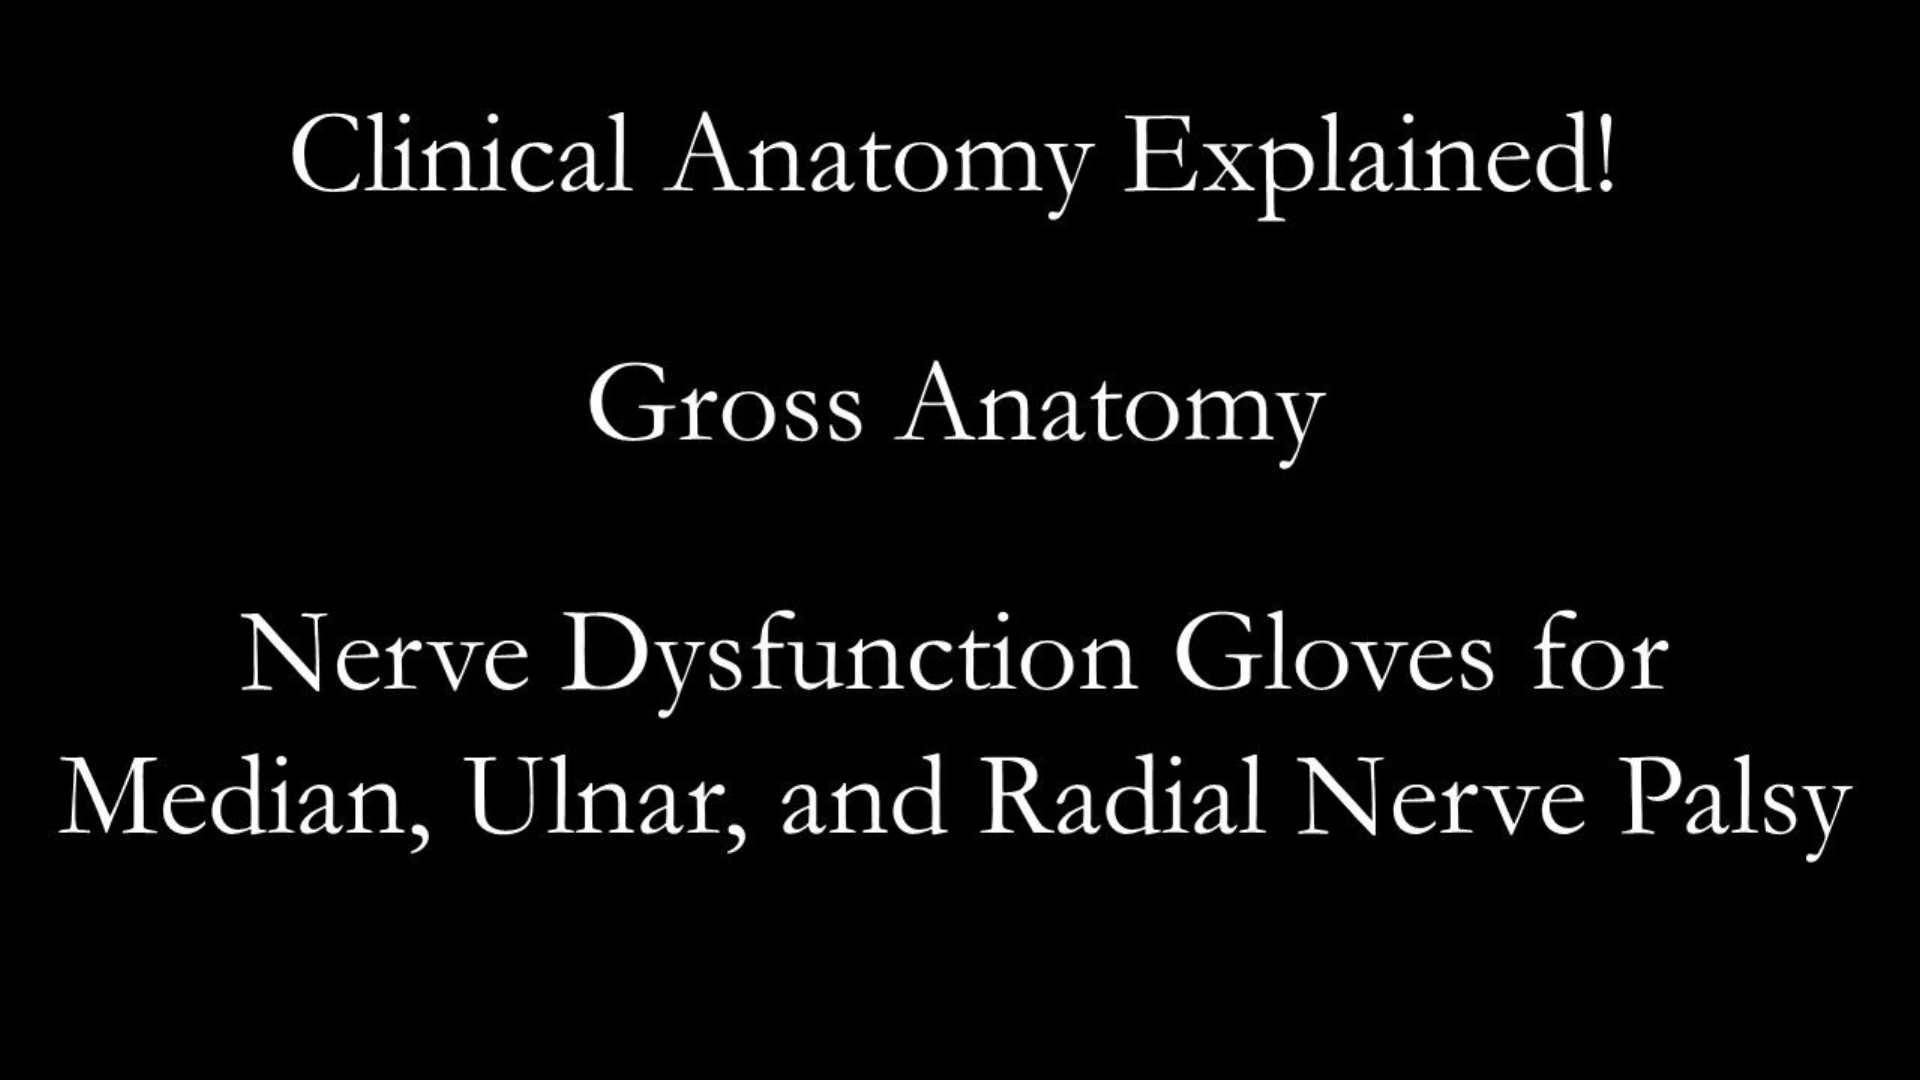 Clinical Anatomy Explained!
Gross Anatomy
Nerve Dysfunction Gloves for
Median, Ulnar, and Radial Nerve Palsy